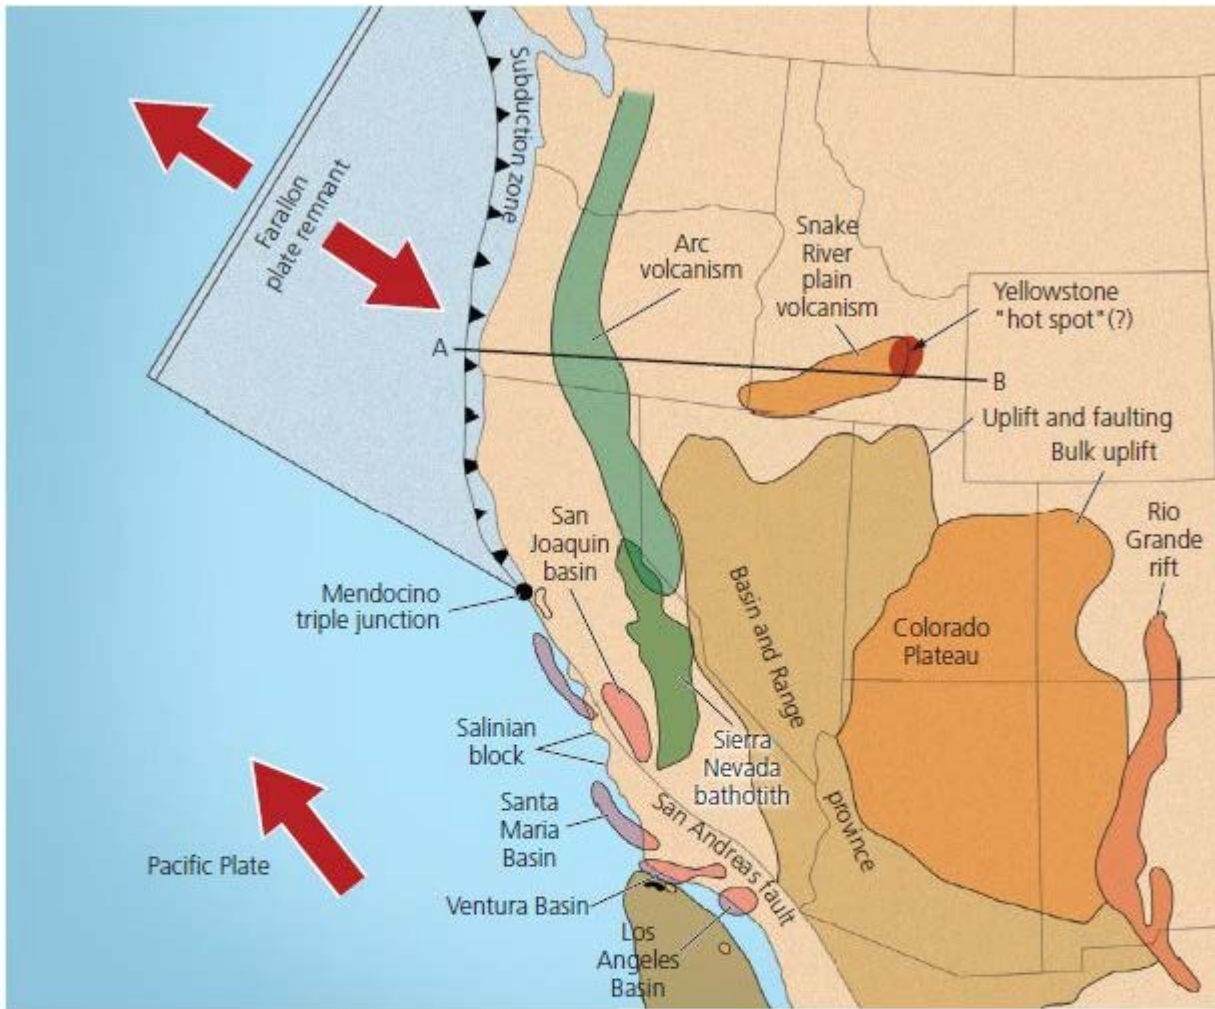 Subduction zone
Farallon
plate remnant
Arc
volcanism
Snake
River
plain
volcanism
Yellowstone
"hot spot"(?)
A
B
Uplift and faulting
Bulk uplift
San
Joaquin
basin
Rio
Grande
rift
Mendocino
triple junction
Basin and Range
province
Colorado
Plateau
Salinian
block
Sierra
Nevada
bathotith
Santa
Maria
Basin
San Andreas fault
Pacific Plate
Ventura Basin
Los
Angeles
Basin